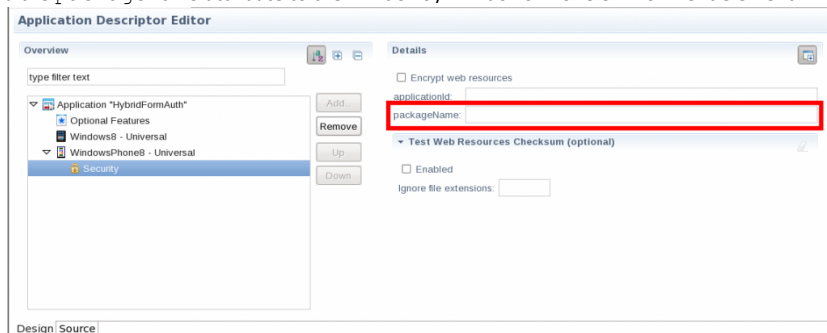 Application Descriptor Editor
Overview
Details
type filter text
Encrypt web resources
applicationId:
packageName:
Application "HybridFormAuth"
Optional Features
Windows8 - Universal
WindowsPhone8 - Universal
Security
Add...
Remove
Up
Down
Test Web Resources Checksum (optional)
Enabled
Ignore file extensions:
Design Source